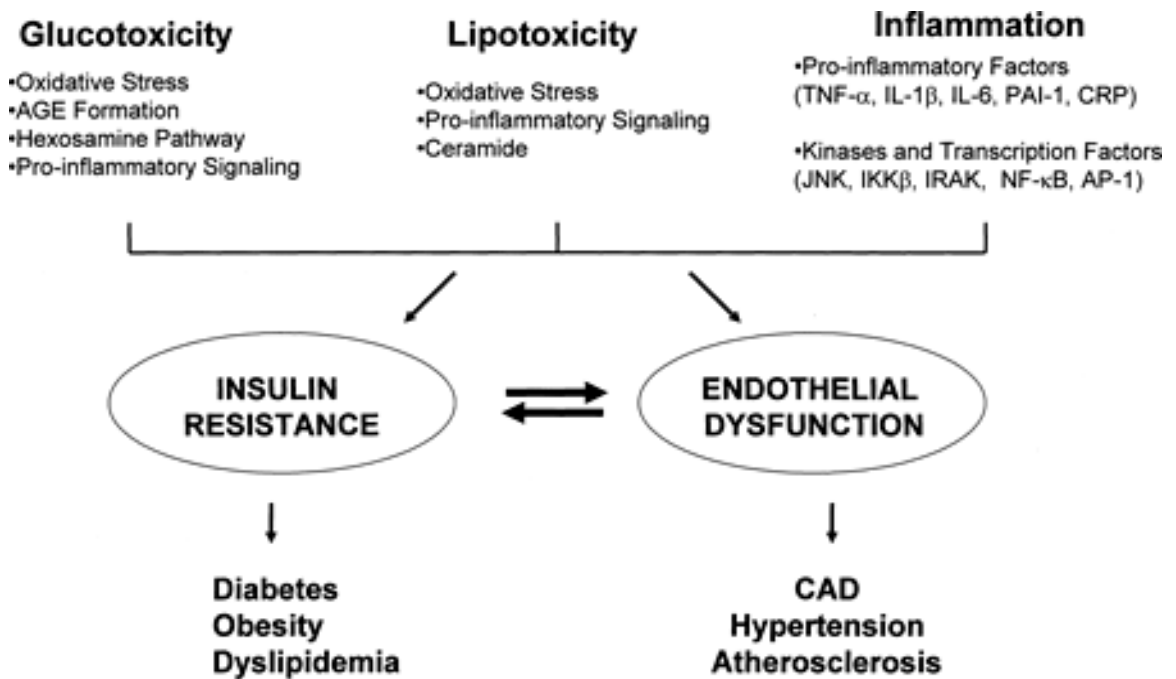 Glucotoxicity
•Oxidative Stress
•AGE Formation
•Hexosamine Pathway
•Pro-inflammatory Signaling
Lipotoxicity
•Oxidative Stress
•Pro-inflammatory Signaling
•Ceramide
Inflammation
•Pro-inflammatory Factors
(TNF-α, IL-1β, IL-6, PAI-1, CRP)
•Kinases and Transcription Factors
(JNK, IKKβ, IRAK, NF-κB, AP-1)
INSULIN
RESISTANCE
ENDOTHELIAL
DYSFUNCTION
Diabetes
Obesity
Dyslipidemia
CAD
Hypertension
Atherosclerosis